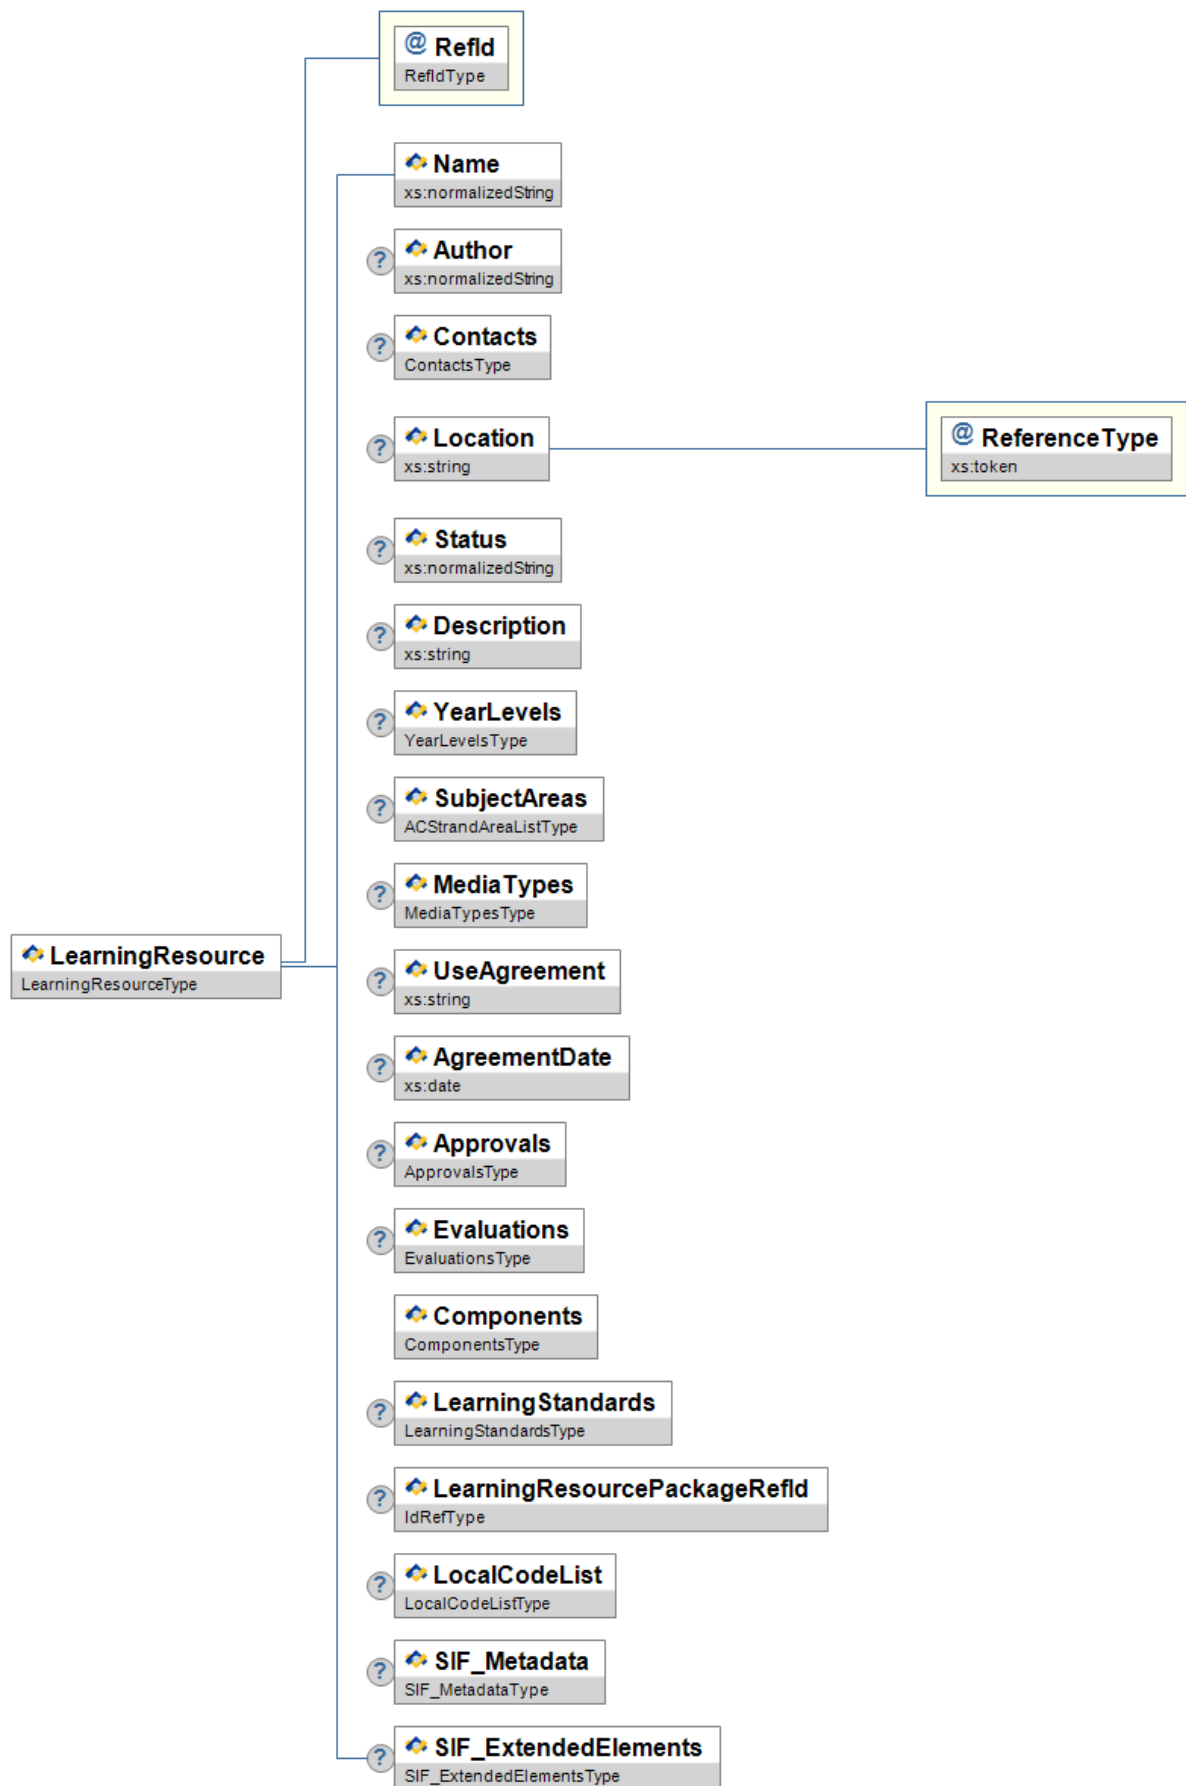 @ RefId
RefIdType
Name
xs:normalizedString
? Author
xs:normalizedString
? Contacts
ContactsType
? Location
xs:string
@ ReferenceType
xs:token
? Status
xs:normalizedString
? Description
xs:string
? YearLevels
YearLevelsType
? SubjectAreas
ACStrandAreaListType
? MediaTypes
MediaTypesType
LearningResource
LearningResourceType
? UseAgreement
xs:string
? AgreementDate
xs:date
? Approvals
ApprovalsType
? Evaluations
EvaluationsType
Components
ComponentsType
? LearningStandards
LearningStandardsType
? LearningResourcePackageRefId
IdRefType
? LocalCodeList
LocalCodeListType
? SIF_Metadata
SIF_MetadataType
? SIF_ExtendedElements
SIF_ExtendedElementsType